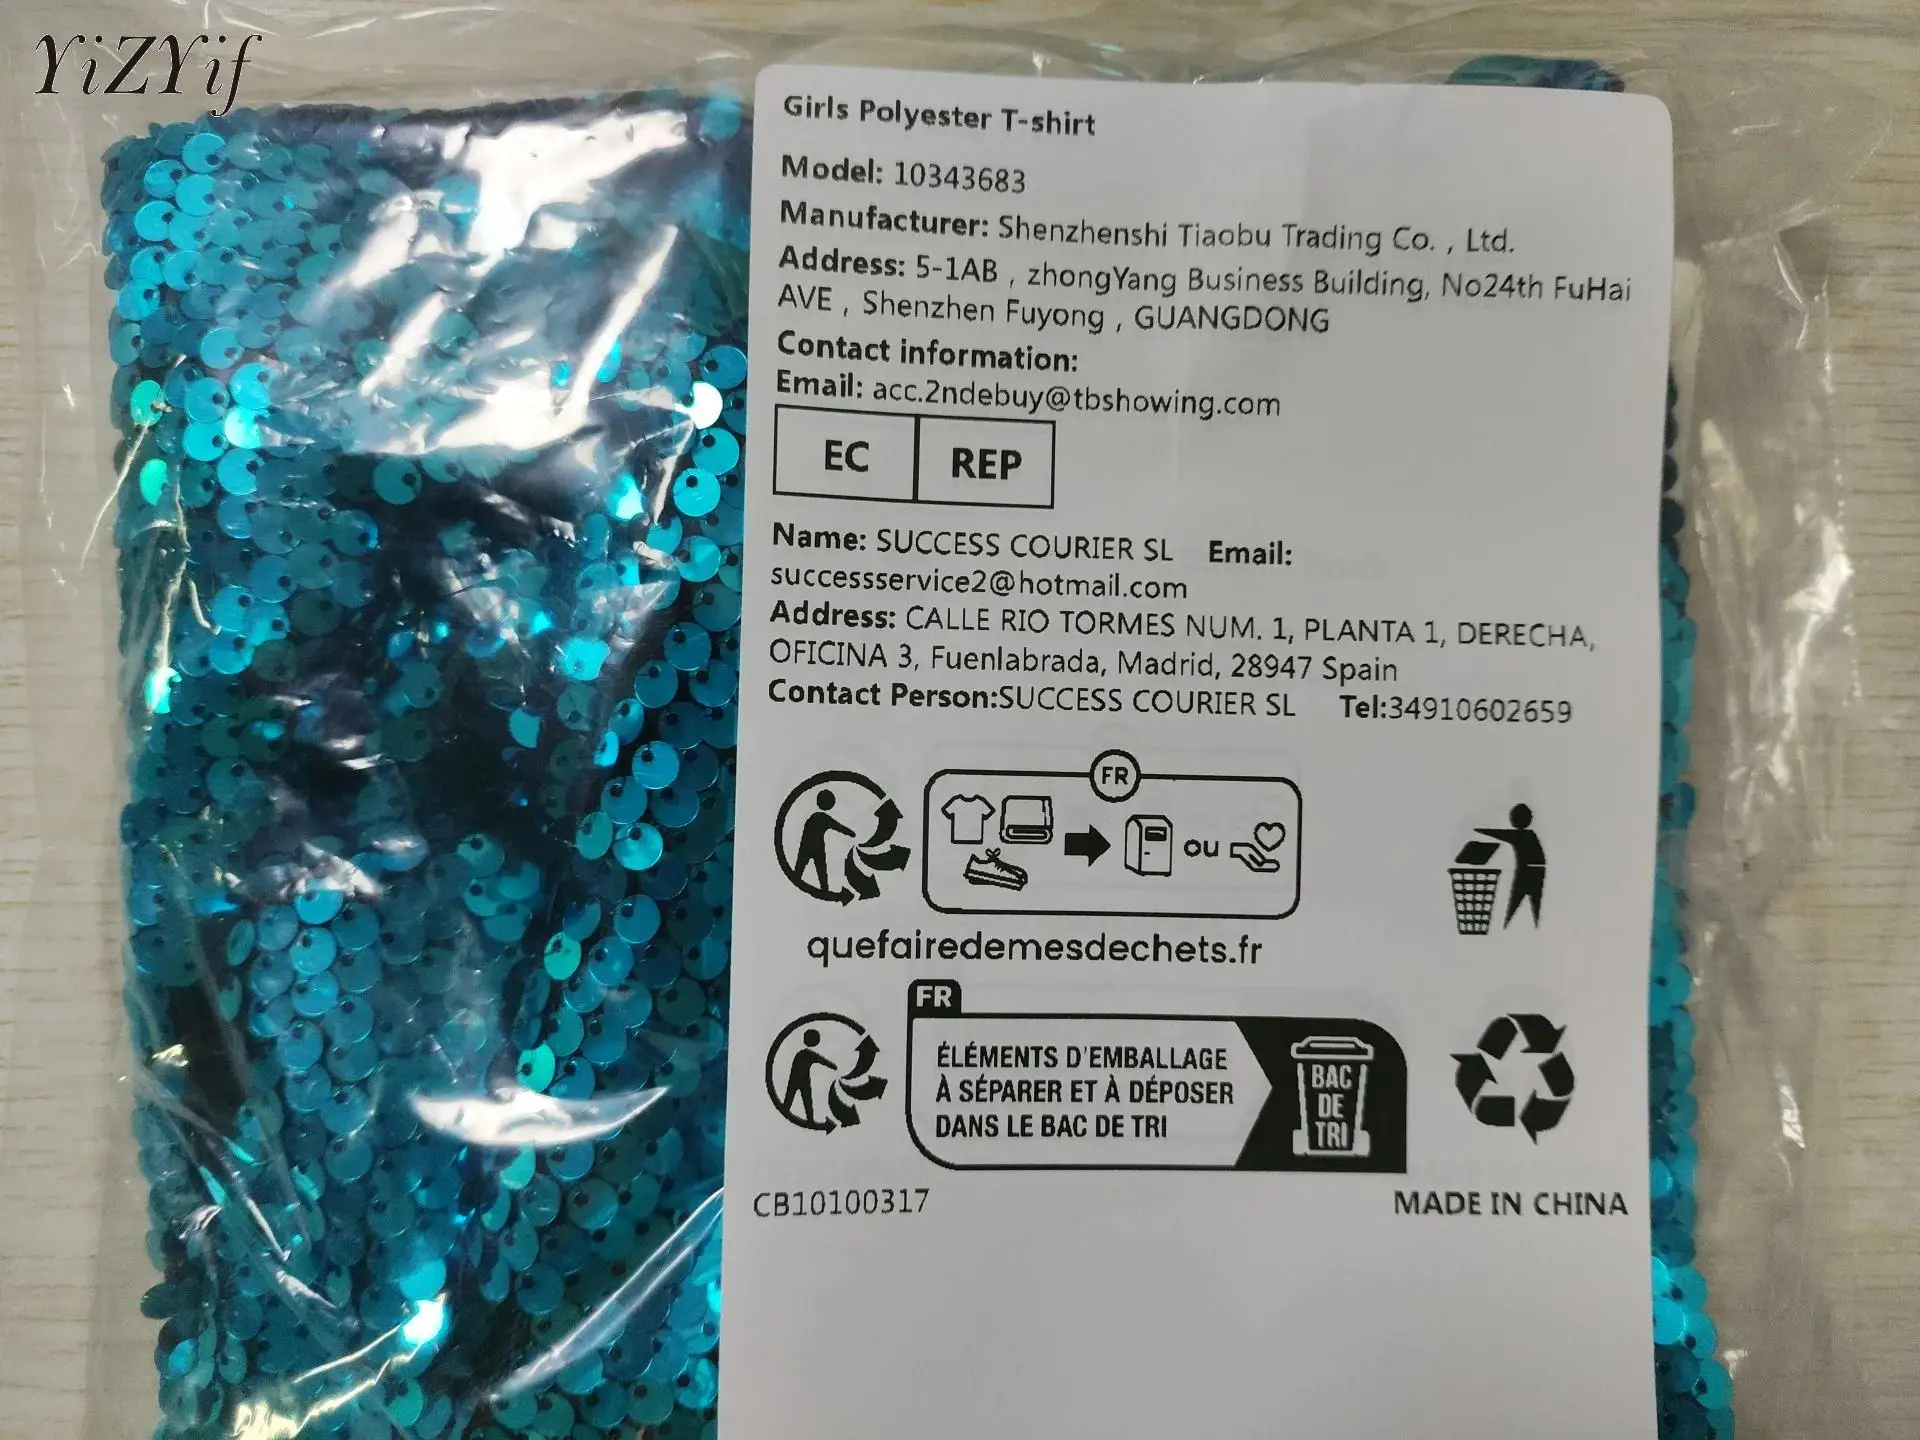 YiZYif
Girls Polyester T-shirt
Model: 10343683
Manufacturer: Shenzhenshi Tiaobu Trading Co. , Ltd.
Address: 5-1AB , zhongYang Business Building, No24th FuHai
AVE , Shenzhen Fuyong , GUANGDONG
Contact information:
Email: acc.2ndebuy@tbshowing.com
EC REP
Name: SUCCESS COURIER SL Email:
successservice2@hotmail.com
Address: CALLE RIO TORMES NUM. 1, PLANTA 1, DERECHA,
OFICINA 3, Fuenlabrada, Madrid, 28947 Spain
Contact Person:SUCCESS COURIER SL Tel:34910602659
FR
ou
quefairedemesdechets.fr
FR
ÉLÉMENTS D'EMBALLAGE
À SÉPARER ET À DÉPOSER
DANS LE BAC DE TRI
BAC
DE
TRI
CB10100317 MADE IN CHINA